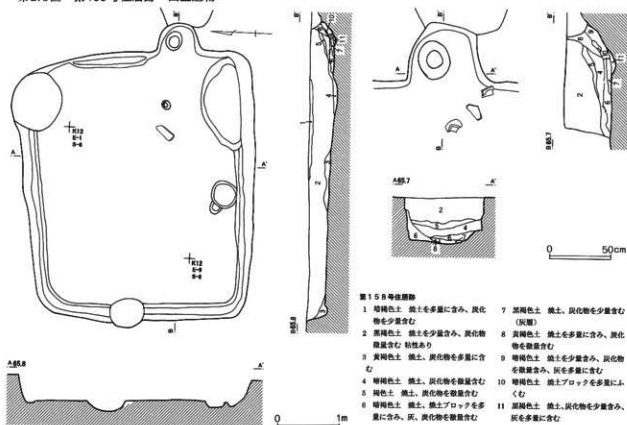 B'
A
A'
K12
E-1
S-6
K12
E-9
S-8
B
A 65.8
A'
0 1m
B'
B 65.8
A
A'
B
A 65.7
A'
B'
B 65.7
0 50cm
第158号住居跡
1 暗褐色土 焼土を多量に含み、炭化
物を少量含む
2 黒褐色土 焼土を少量含み、炭化物
微量含む 粘性あり
3 黄褐色土 焼土、炭化物を多量に含
む
4 暗褐色土 焼土、炭化物を微量含む
5 褐色土 焼土、炭化物を微量含む
6 暗褐色土 焼土、焼土ブロックを多
量に含み、灰、炭化物を微量含む
7 黒褐色土 焼土、炭化物を少量含む
(灰層)
8 黄褐色土 焼土を多量に含み、炭化
物を微量含む
9 暗褐色土 焼土を少量含み、炭化物
を微量含み、灰を多量に含む
10 暗褐色土 焼土ブロックを多量にふ
くむ
11 黒褐色土 焼土、炭化物を少量含み、
灰を多量に含む